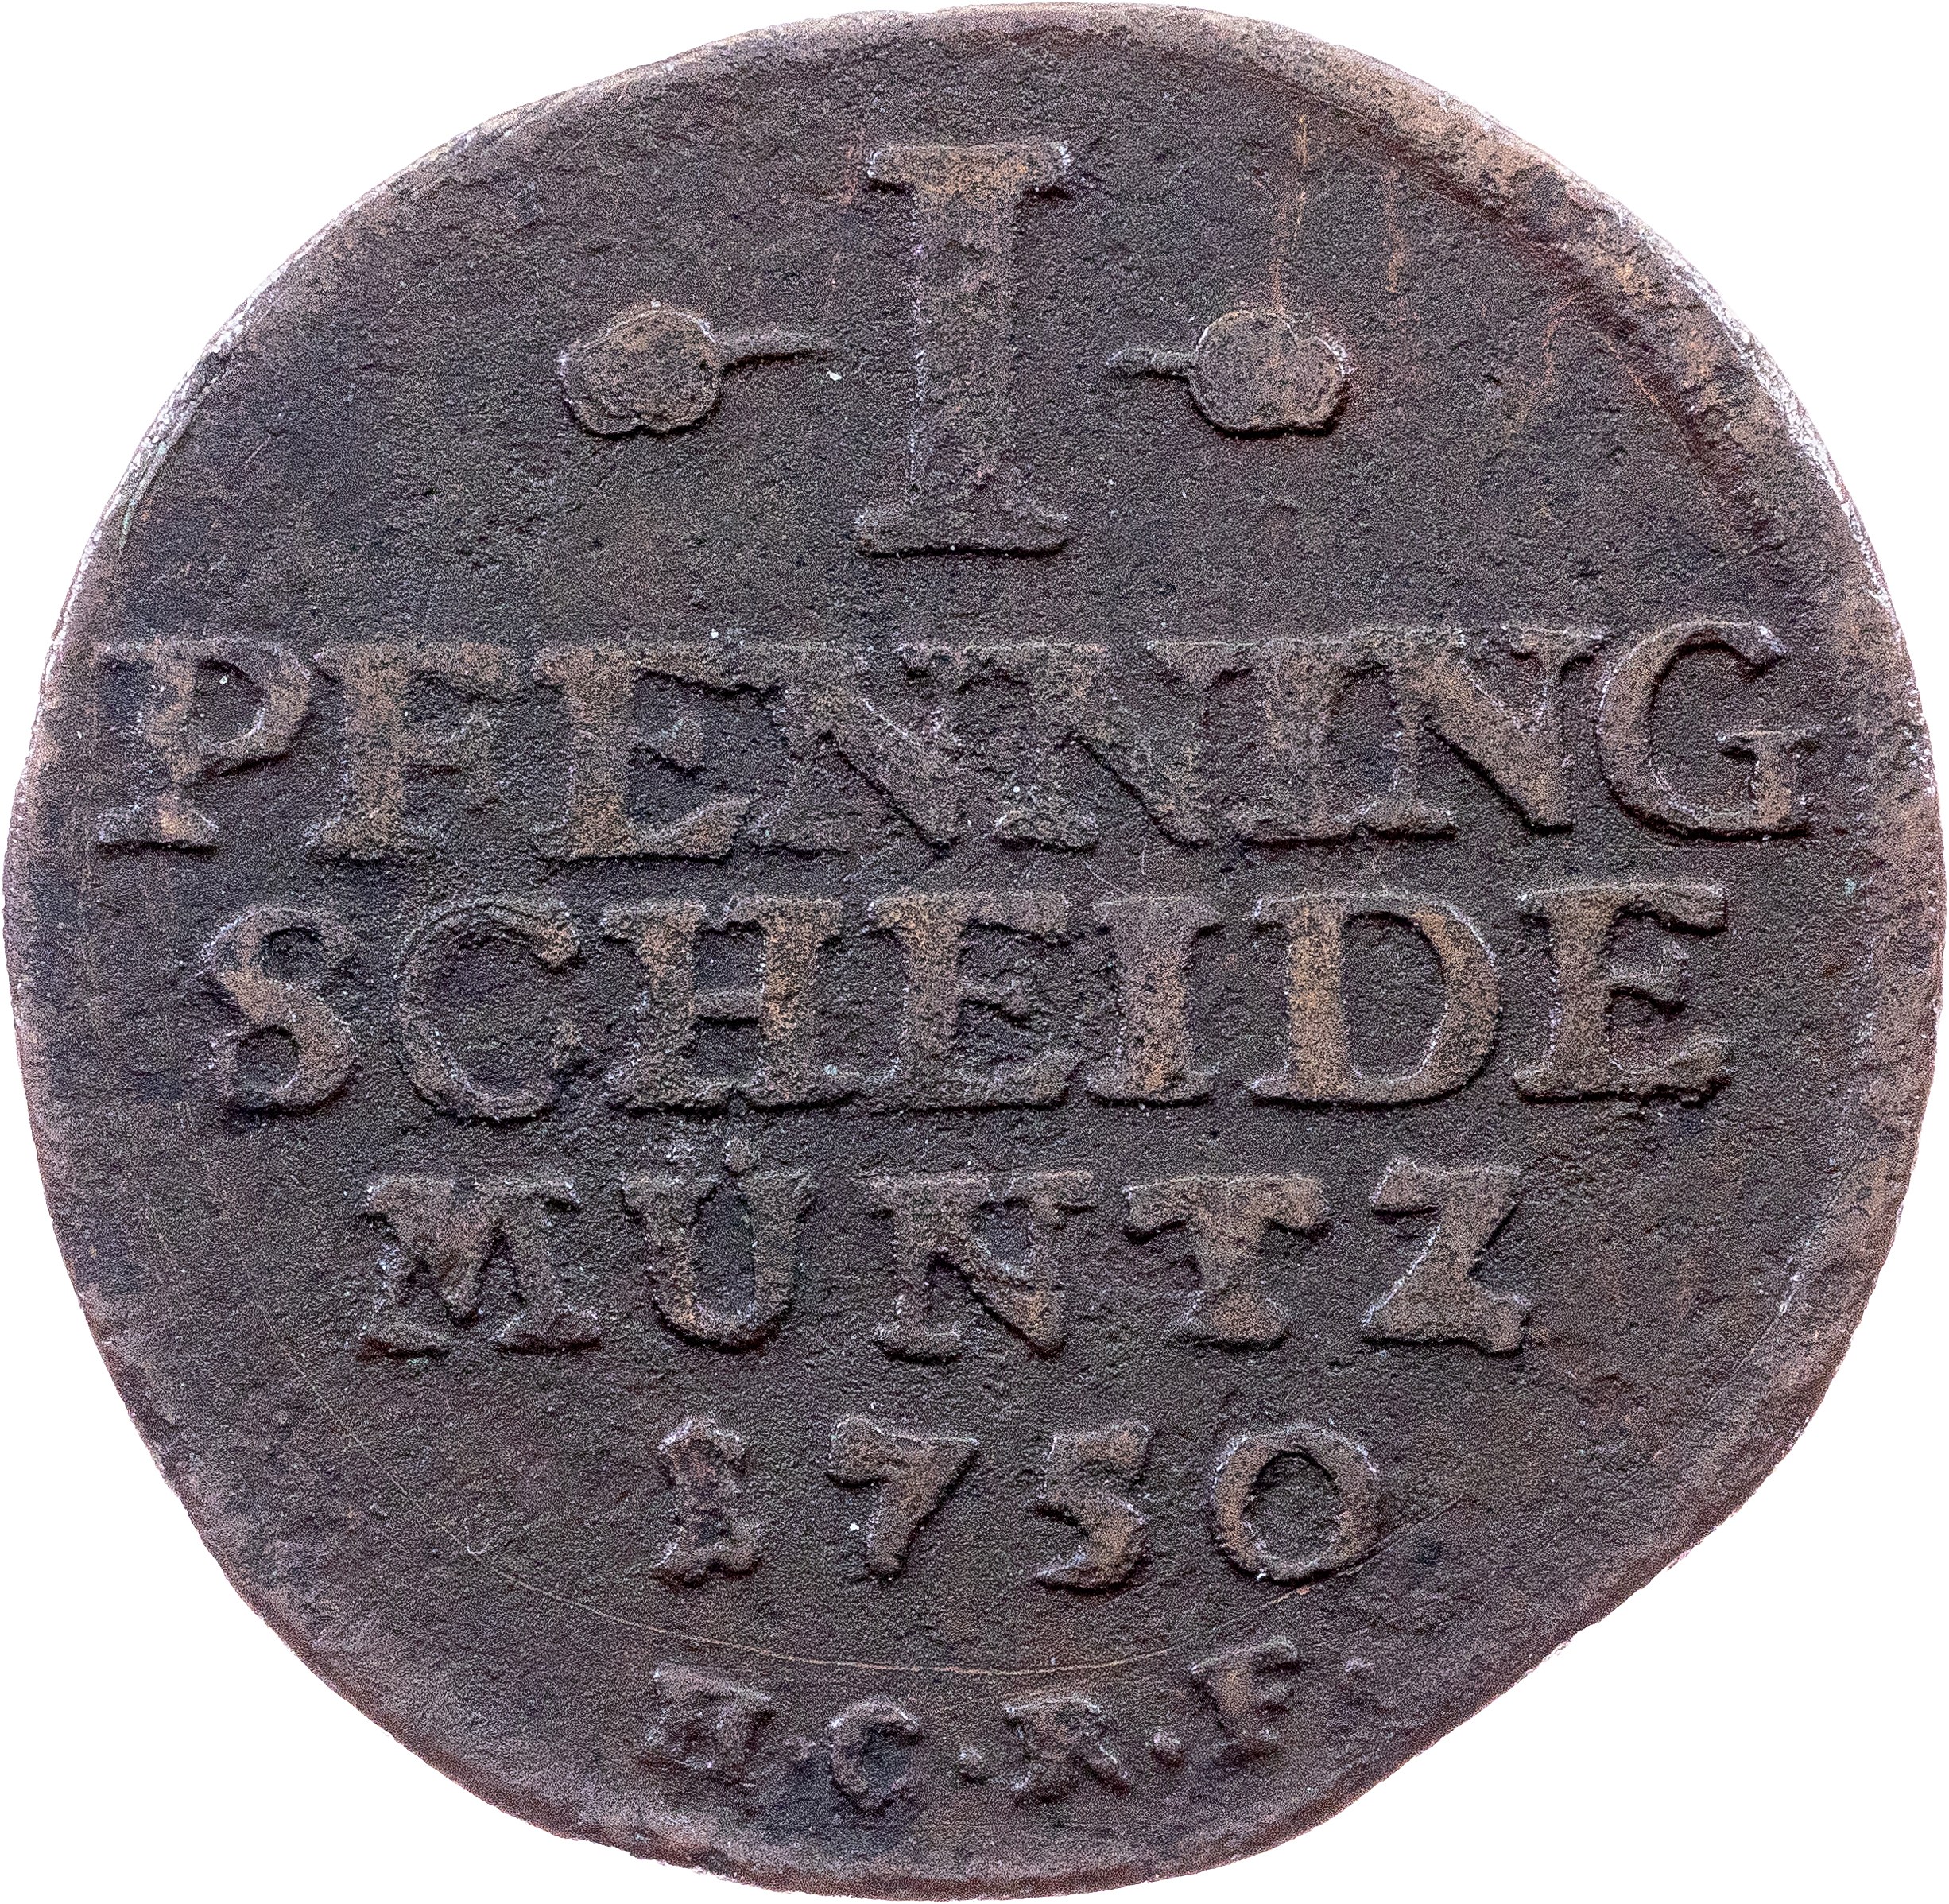 I
PFENNING
SCHEIDE
MÜNTZ
1750
H.C.R.F.